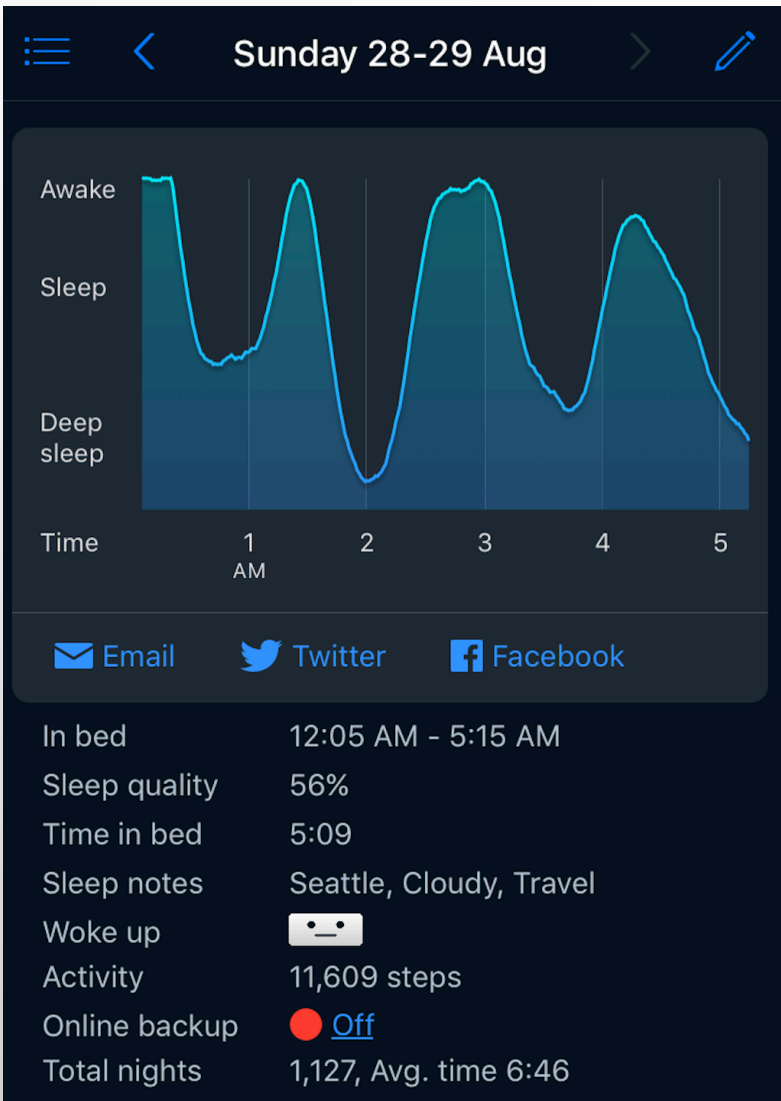 Sunday 28-29 Aug
Awake
Sleep
Deep
sleep
Time 1 2 3 4 5
AM
Email Twitter Facebook
In bed 12:05 AM - 5:15 AM
Sleep quality 56%
Time in bed 5:09
Sleep notes Seattle, Cloudy, Travel
Woke up
Activity 11,609 steps
Online backup Off
Total nights 1,127, Avg. time 6:46